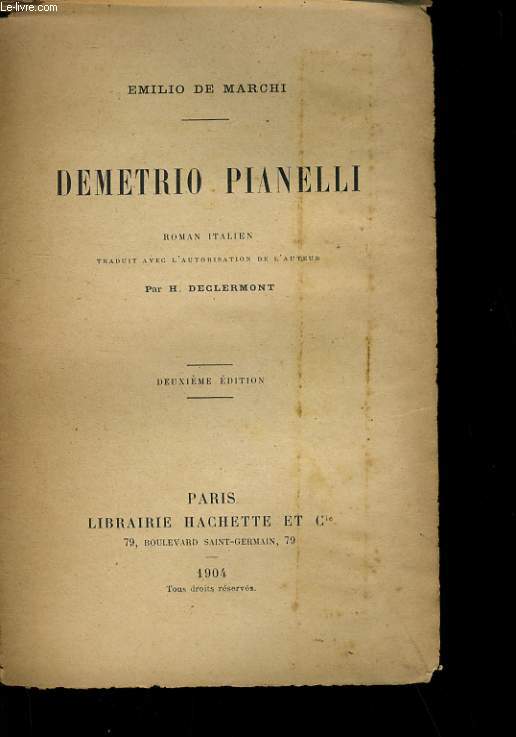 Le-livre.com
EMILIO DE MARCHI
DEMETRIO PIANELLI
ROMAN ITALIEN
TRADUIT AVEC L'AUTORISATION DE L'AUTEUR
Par H. DECLERMONT
DEUXIÈME ÉDITION
PARIS
LIBRAIRIE HACHETTE ET Cie
79, BOULEVARD SAINT-GERMAIN, 79
1904
Tous droits réservés.